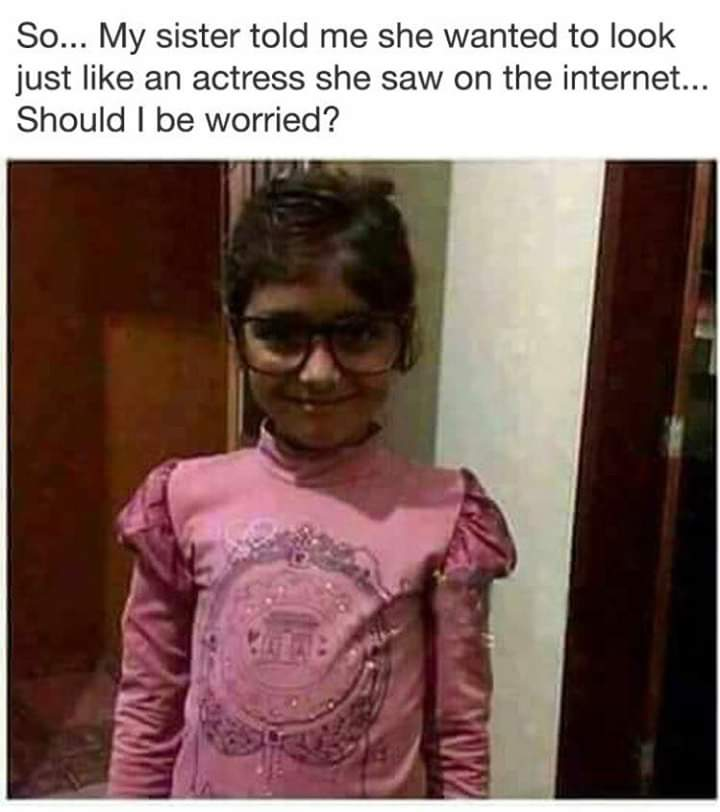 So... My sister told me she wanted to look
just like an actress she saw on the internet...
Should I be worried?